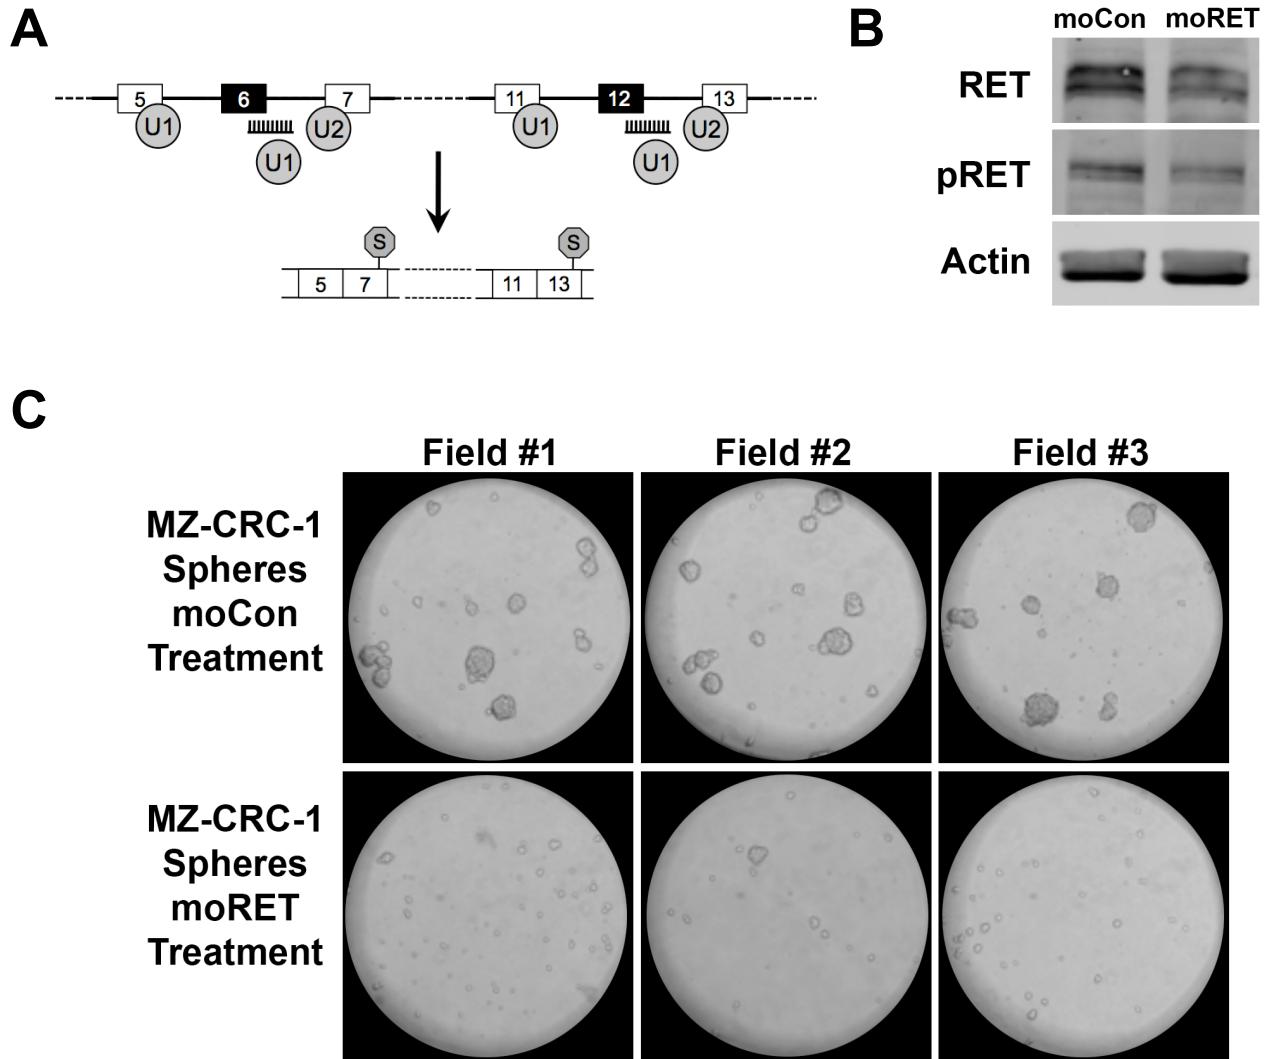 A
5 6 7 11 12 13
U1 U2 U1 U2
U1 U1
S S
5 7 11 13
B
moCon moRET
RET
pRET
Actin
C
Field #1 Field #2 Field #3
MZ-CRC-1
Spheres
moCon
Treatment
MZ-CRC-1
Spheres
moRET
Treatment